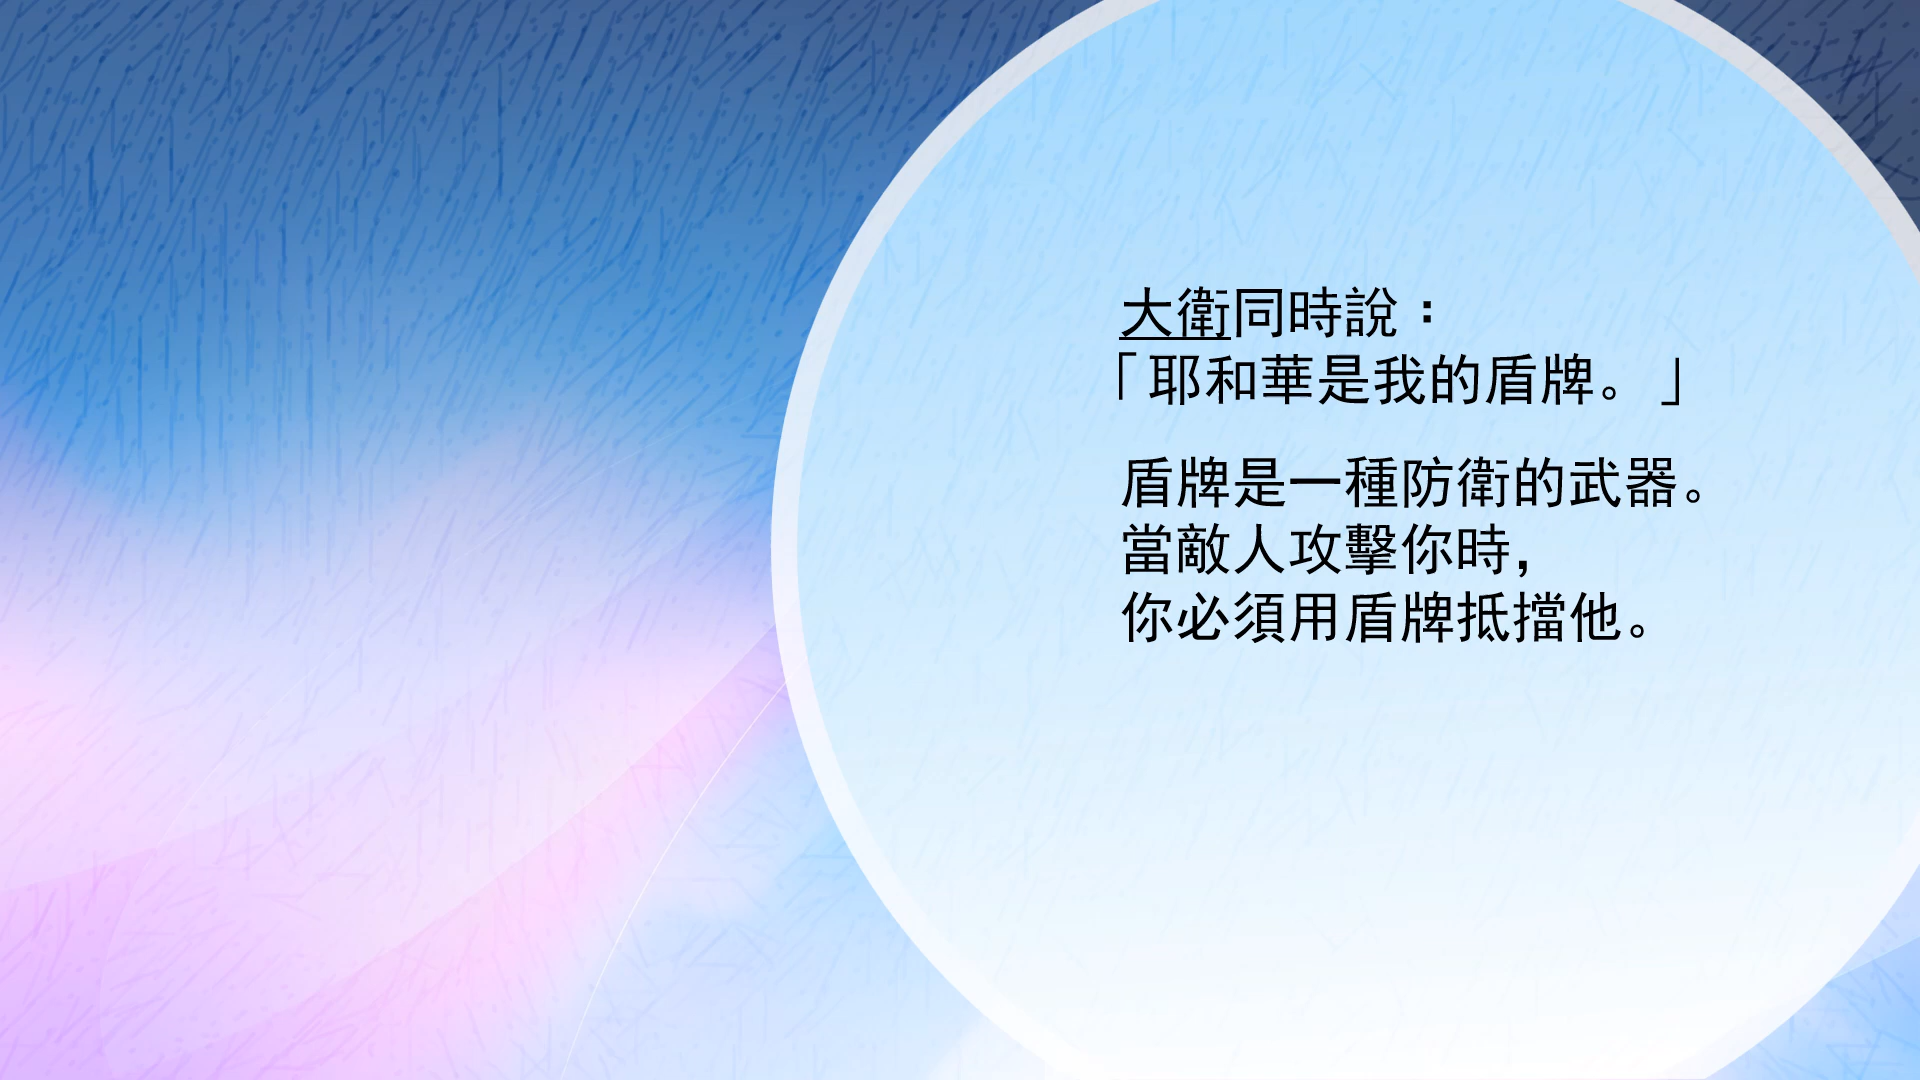 大衛同時說：
「耶和華是我的盾牌。」
盾牌是一種防衛的武器。
當敵人攻擊你時，
你必須用盾牌抵擋他。